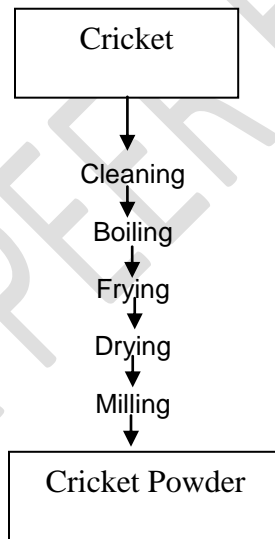 Cricket
Cleaning
Boiling
Frying
Drying
Milling
Cricket Powder